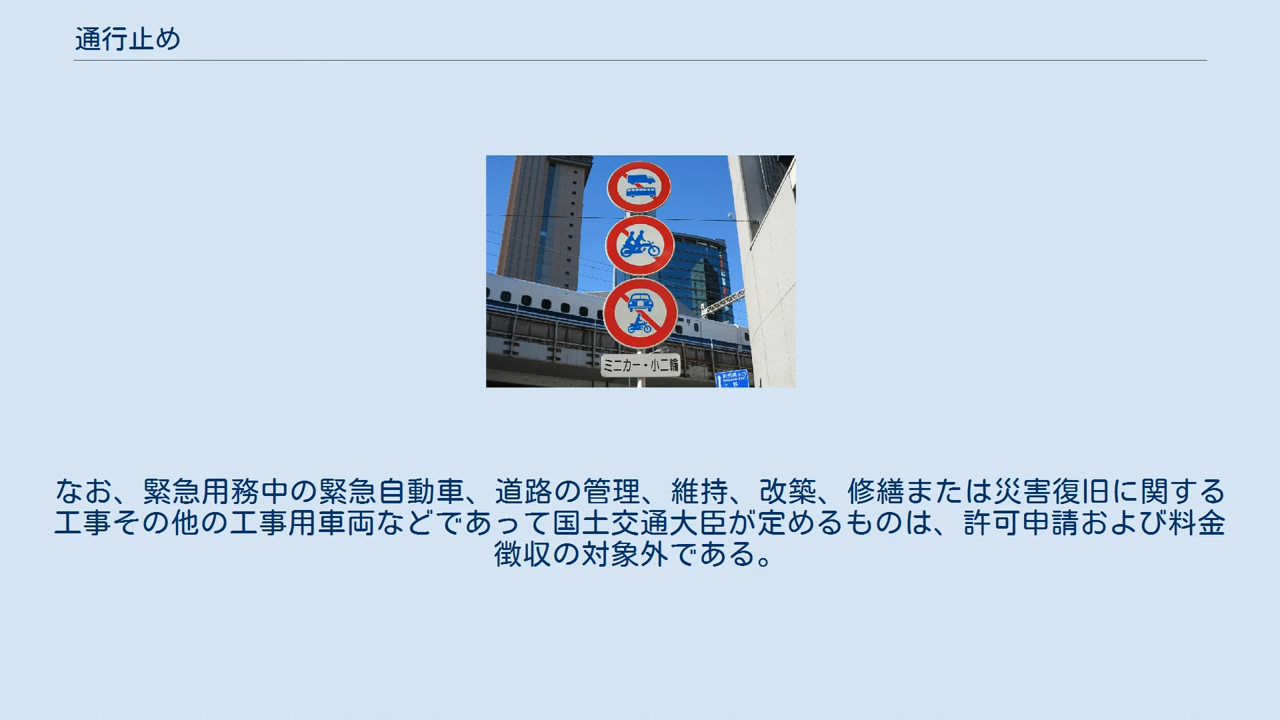 通行止め
ミニカー・小二輪
なお、緊急用務中の緊急自動車、道路の管理、維持、改築、修繕または災害復旧に関する
工事その他の工事用車両などであって国土交通大臣が定めるものは、許可申請および料金
徴収の対象外である。